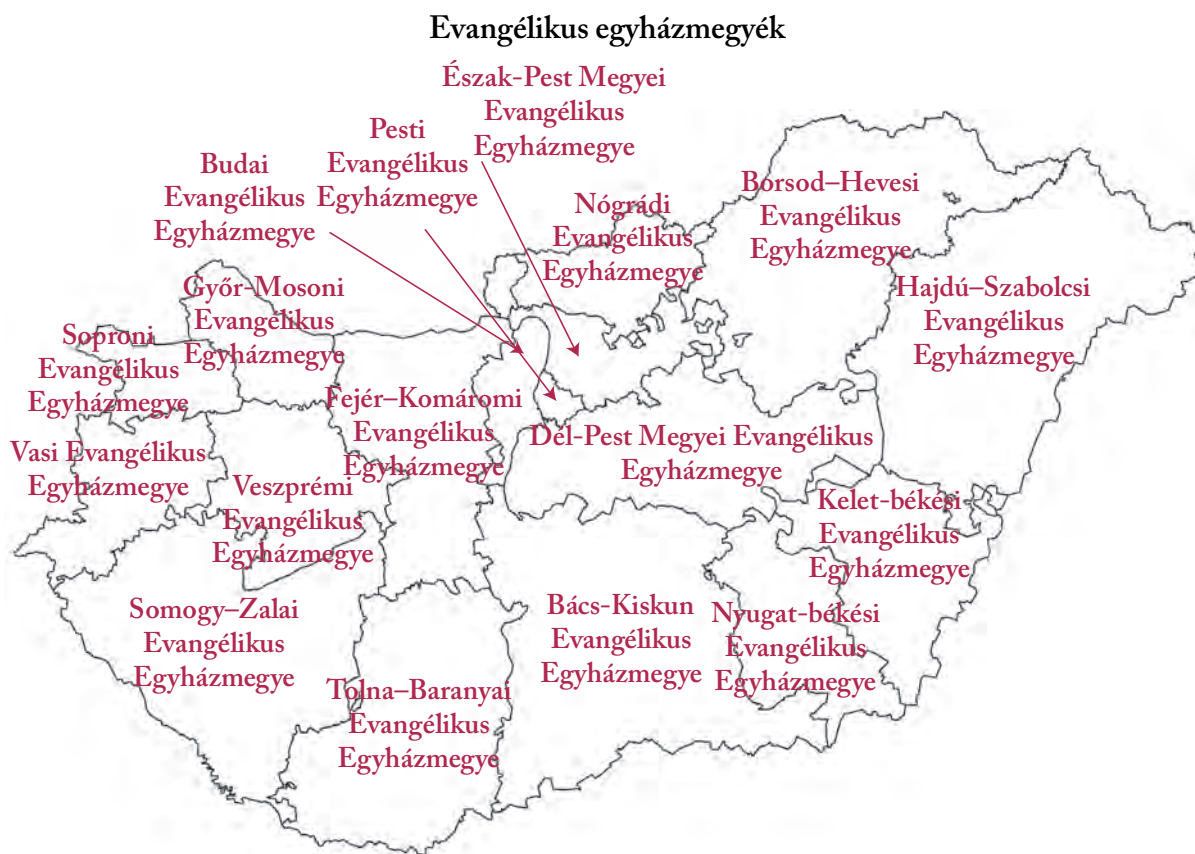 Evangélikus egyházmegyék
Észak-Pest Megyei
Evangélikus
Egyházmegye
Pesti
Evangélikus
Egyházmegye
Budai
Evangélikus
Egyházmegye
Nógrádi
Evangélikus
Egyházmegye
Borsod–Hevesi
Evangélikus
Egyházmegye
Győr-Mosoni
Evangélikus
Egyházmegye
Hajdú–Szabolcsi
Evangélikus
Egyházmegye
Soproni
Evangélikus
Egyházmegye
Fejér–Komáromi
Evangélikus
Egyházmegye
Dél-Pest Megyei Evangélikus
Egyházmegye
Vasi Evangélikus
Egyházmegye
Veszprémi
Evangélikus
Egyházmegye
Kelet-békési
Evangélikus
Egyházmegye
Somogy–Zalai
Evangélikus
Egyházmegye
Bács-Kiskun
Evangélikus
Egyházmegye
Nyugat-békési
Evangélikus
Egyházmegye
Tolna–Baranyai
Evangélikus
Egyházmegye